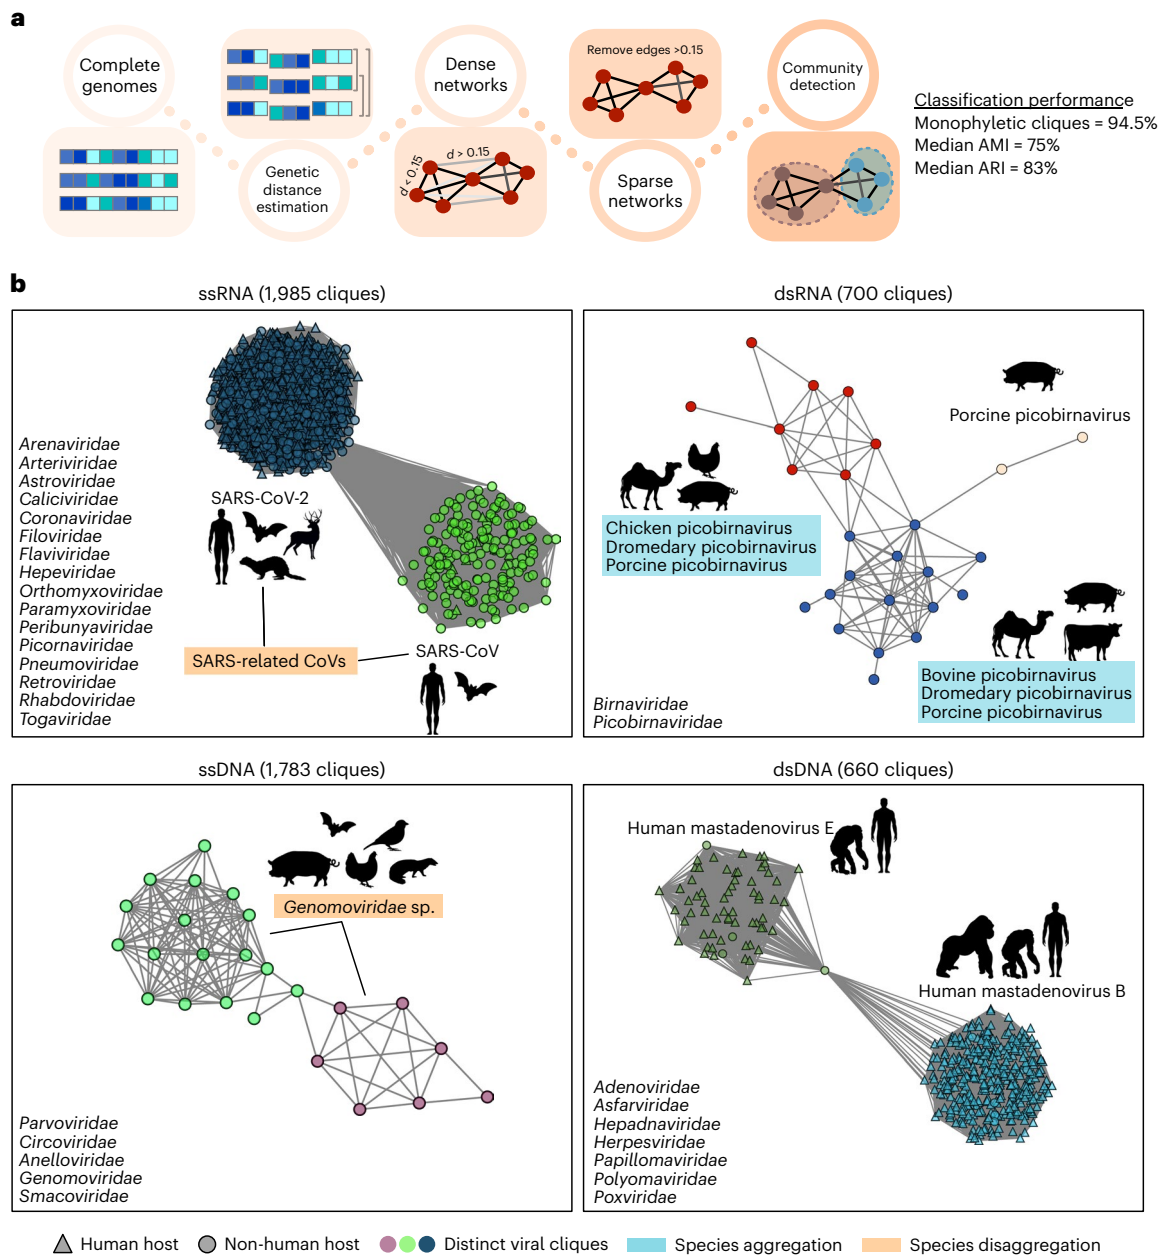 a
Complete
genomes
Genetic
distance
estimation
Dense
networks
d < 0.15
d > 0.15
Remove edges >0.15
Sparse
networks
Community
detection
Classification performance
Monophyletic cliques = 94.5%
Median AMI = 75%
Median ARI = 83%
b
ssRNA (1,985 cliques)
Arenaviridae
Arteriviridae
Astroviridae
Caliciviridae
Coronaviridae
Filoviridae
Flaviviridae
Hepeviridae
Orthomyxoviridae
Paramyxoviridae
Peribunyaviridae
Picornaviridae
Pneumoviridae
Retroviridae
Rhabdoviridae
Togaviridae
SARS-CoV-2
SARS-related CoVs
SARS-CoV
dsRNA (700 cliques)
Porcine picobirnavirus
Chicken picobirnavirus
Dromedary picobirnavirus
Porcine picobirnavirus
Bovine picobirnavirus
Dromedary picobirnavirus
Porcine picobirnavirus
Birnaviridae
Picobirnaviridae
ssDNA (1,783 cliques)
Genomoviridae sp.
Parvoviridae
Circoviridae
Anelloviridae
Genomoviridae
Smacoviridae
dsDNA (660 cliques)
Human mastadenovirus E
Human mastadenovirus B
Adenoviridae
Asfarviridae
Hepadnaviridae
Herpesviridae
Papillomaviridae
Polyomaviridae
Poxviridae
Human host
Non-human host
Distinct viral cliques
Species aggregation
Species disaggregation